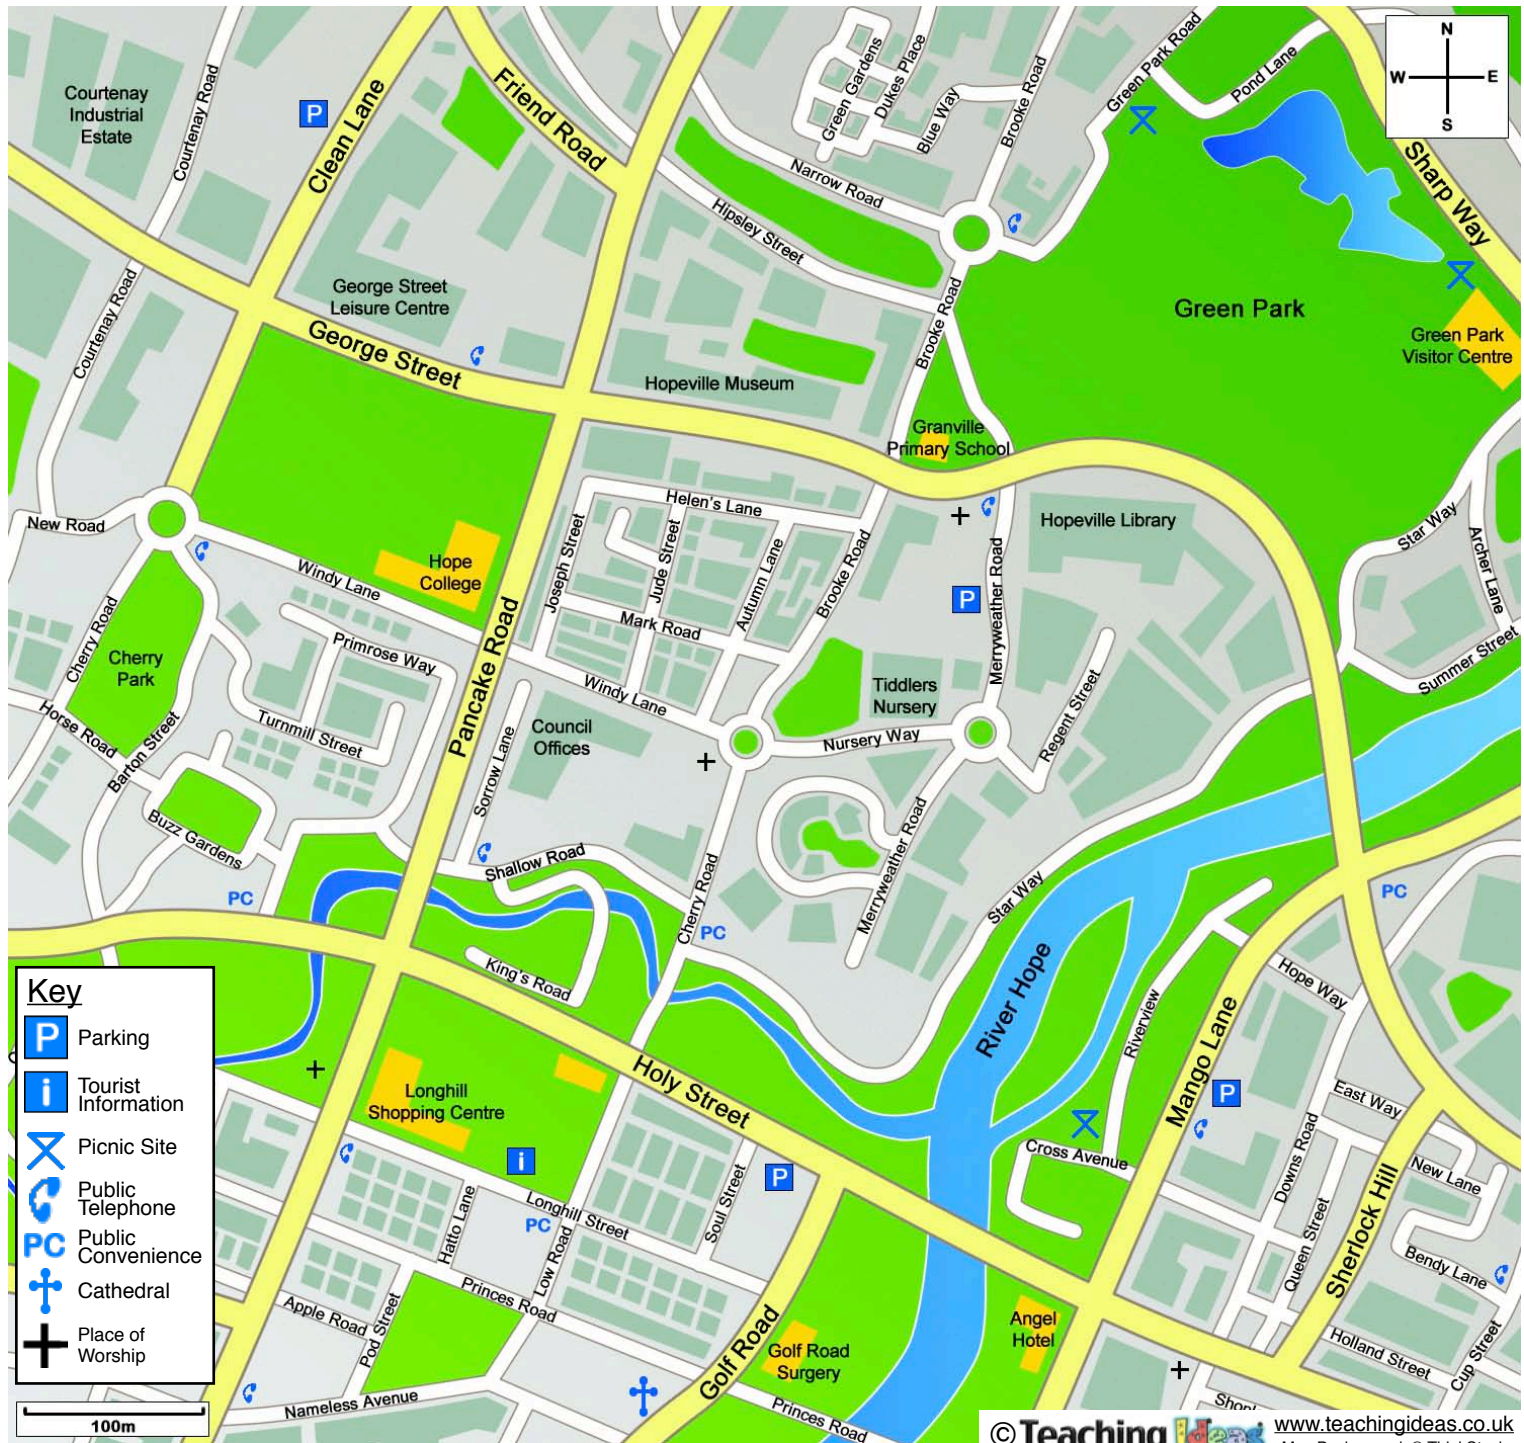 Courtenay
Industrial
Estate
Courtenay Road
P
Clean Lane
Friend Road
Green Gardens
Dukes Place
Blue Way
Brooke Road
Green Park Road
Pond Lane
N
W E
S
Sharp Way
Narrow Road
Hipsley Street
George Street
Leisure Centre
Courtenay Road
George Street
Hopeville Museum
Brooke Road
Green Park
Green Park
Visitor Centre
Granville
Primary School
New Road
Windy Lane
Hope
College
Helen's Lane
Joseph Street
Jude Street
Autumn Lane
Brooke Road
Mark Road
Hopeville Library
P
Merryweather Road
Star Way
Archer Lane
Summer Street
Cherry Road
Cherry
Park
Primrose Way
Pancake Road
Windy Lane
Tiddlers
Nursery
Regent Street
Horse Road
Barton Street
Turnmill Street
Sorrow Lane
Council
Offices
Nursery Way
Buzz Gardens
Shallow Road
Cherry Road
Merryweather Road
Star Way
PC
PC
PC
King's Road
River Hope
Hope Way
Riverview
Mango Lane
Holy Street
Longhill
Shopping Centre
i
P
P
East Way
Cross Avenue
Downs Road
New Lane
Sherlock Hill
Longhill Street
PC
Soul Street
Hatto Lane
Low Road
Queen Street
Bendy Lane
Princes Road
Apple Road
Pod Street
Golf Road
Golf Road
Surgery
Angel
Hotel
Holland Street
Cup Street
Nameless Avenue
Princes Road
Key
P Parking
i Tourist
Information
Picnic Site
Public
Telephone
PC Public
Convenience
Cathedral
Place of
Worship
100m
© Teaching Ideas
www.teachingideas.co.uk